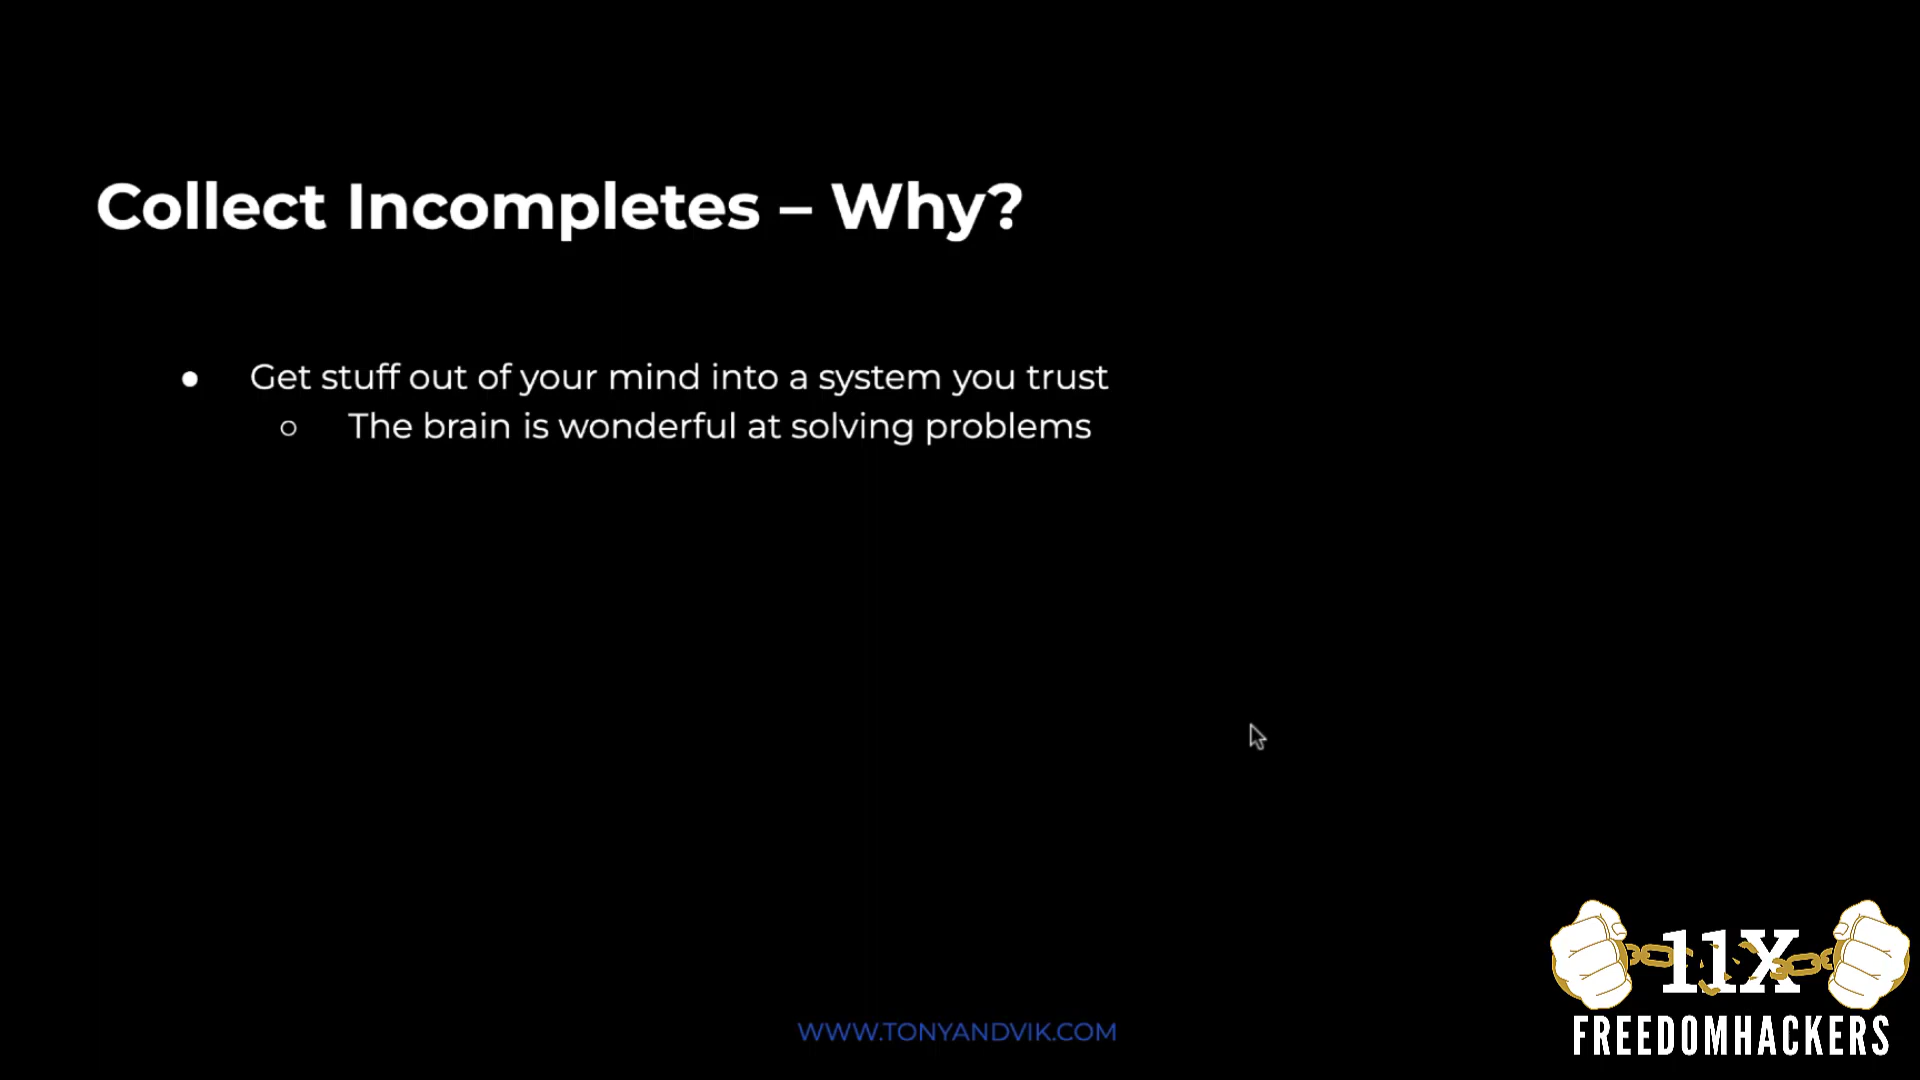 Collect Incompletes – Why?
● Get stuff out of your mind into a system you trust
○ The brain is wonderful at solving problems
11X
WWW.TONYANDVIK.COM
FREEDOMHACKERS